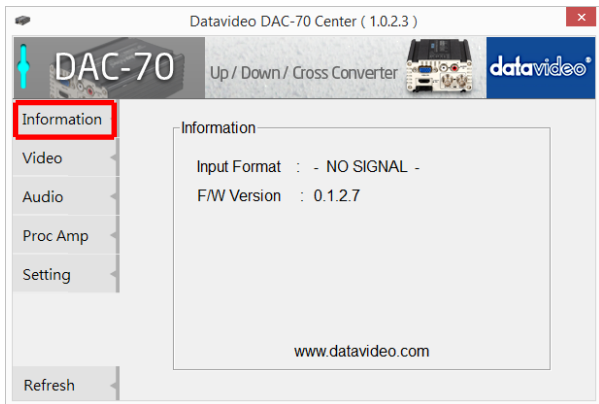 Datavideo DAC-70 Center ( 1.0.2.3 )
DAC-70
Up / Down / Cross Converter
datavideo®
Information
Video
Audio
Proc Amp
Setting
Refresh
Information
Input Format : - NO SIGNAL -
F/W Version : 0.1.2.7
www.datavideo.com